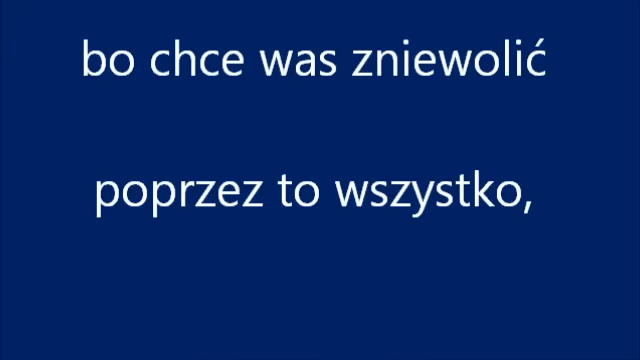 bo chce was zniewolić
poprzez to wszystko,